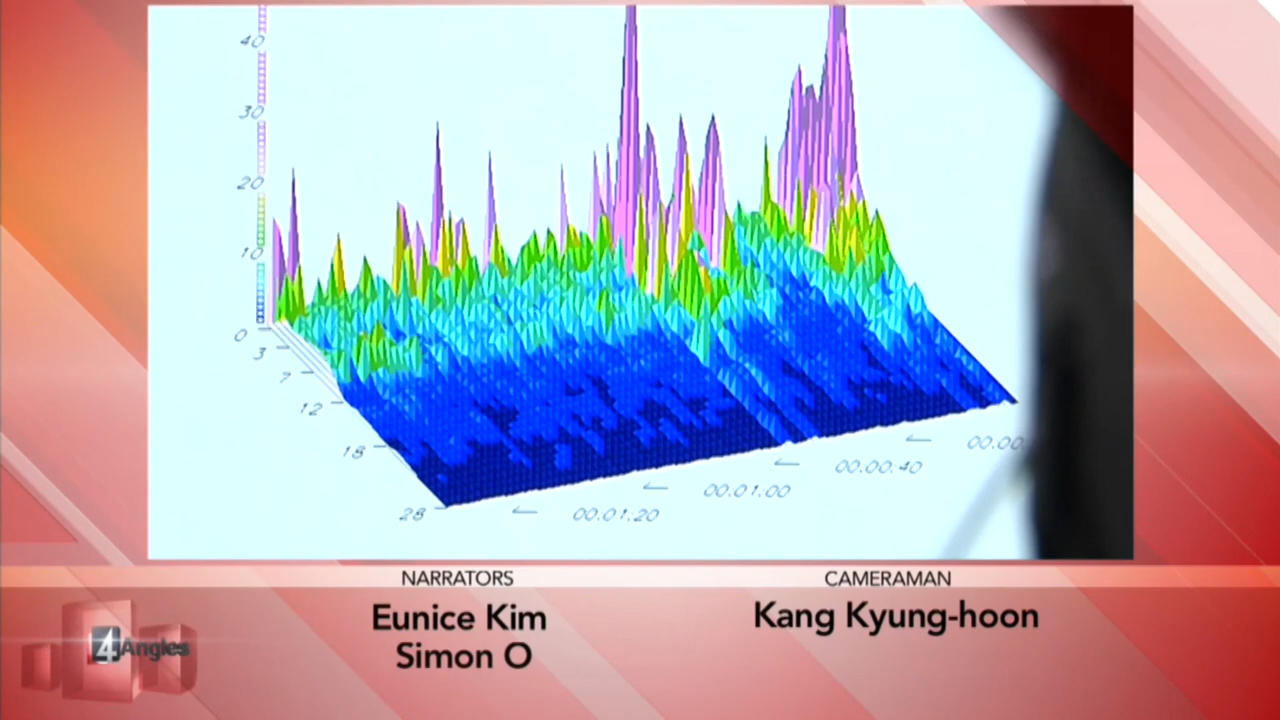 40
30
20
10
0
3
7
12
18
28
00.01.20
00.01.00
00.00.40
00.00
NARRATORS
CAMERAMAN
Eunice Kim
Kang Kyung-hoon
Simon O
4Angles